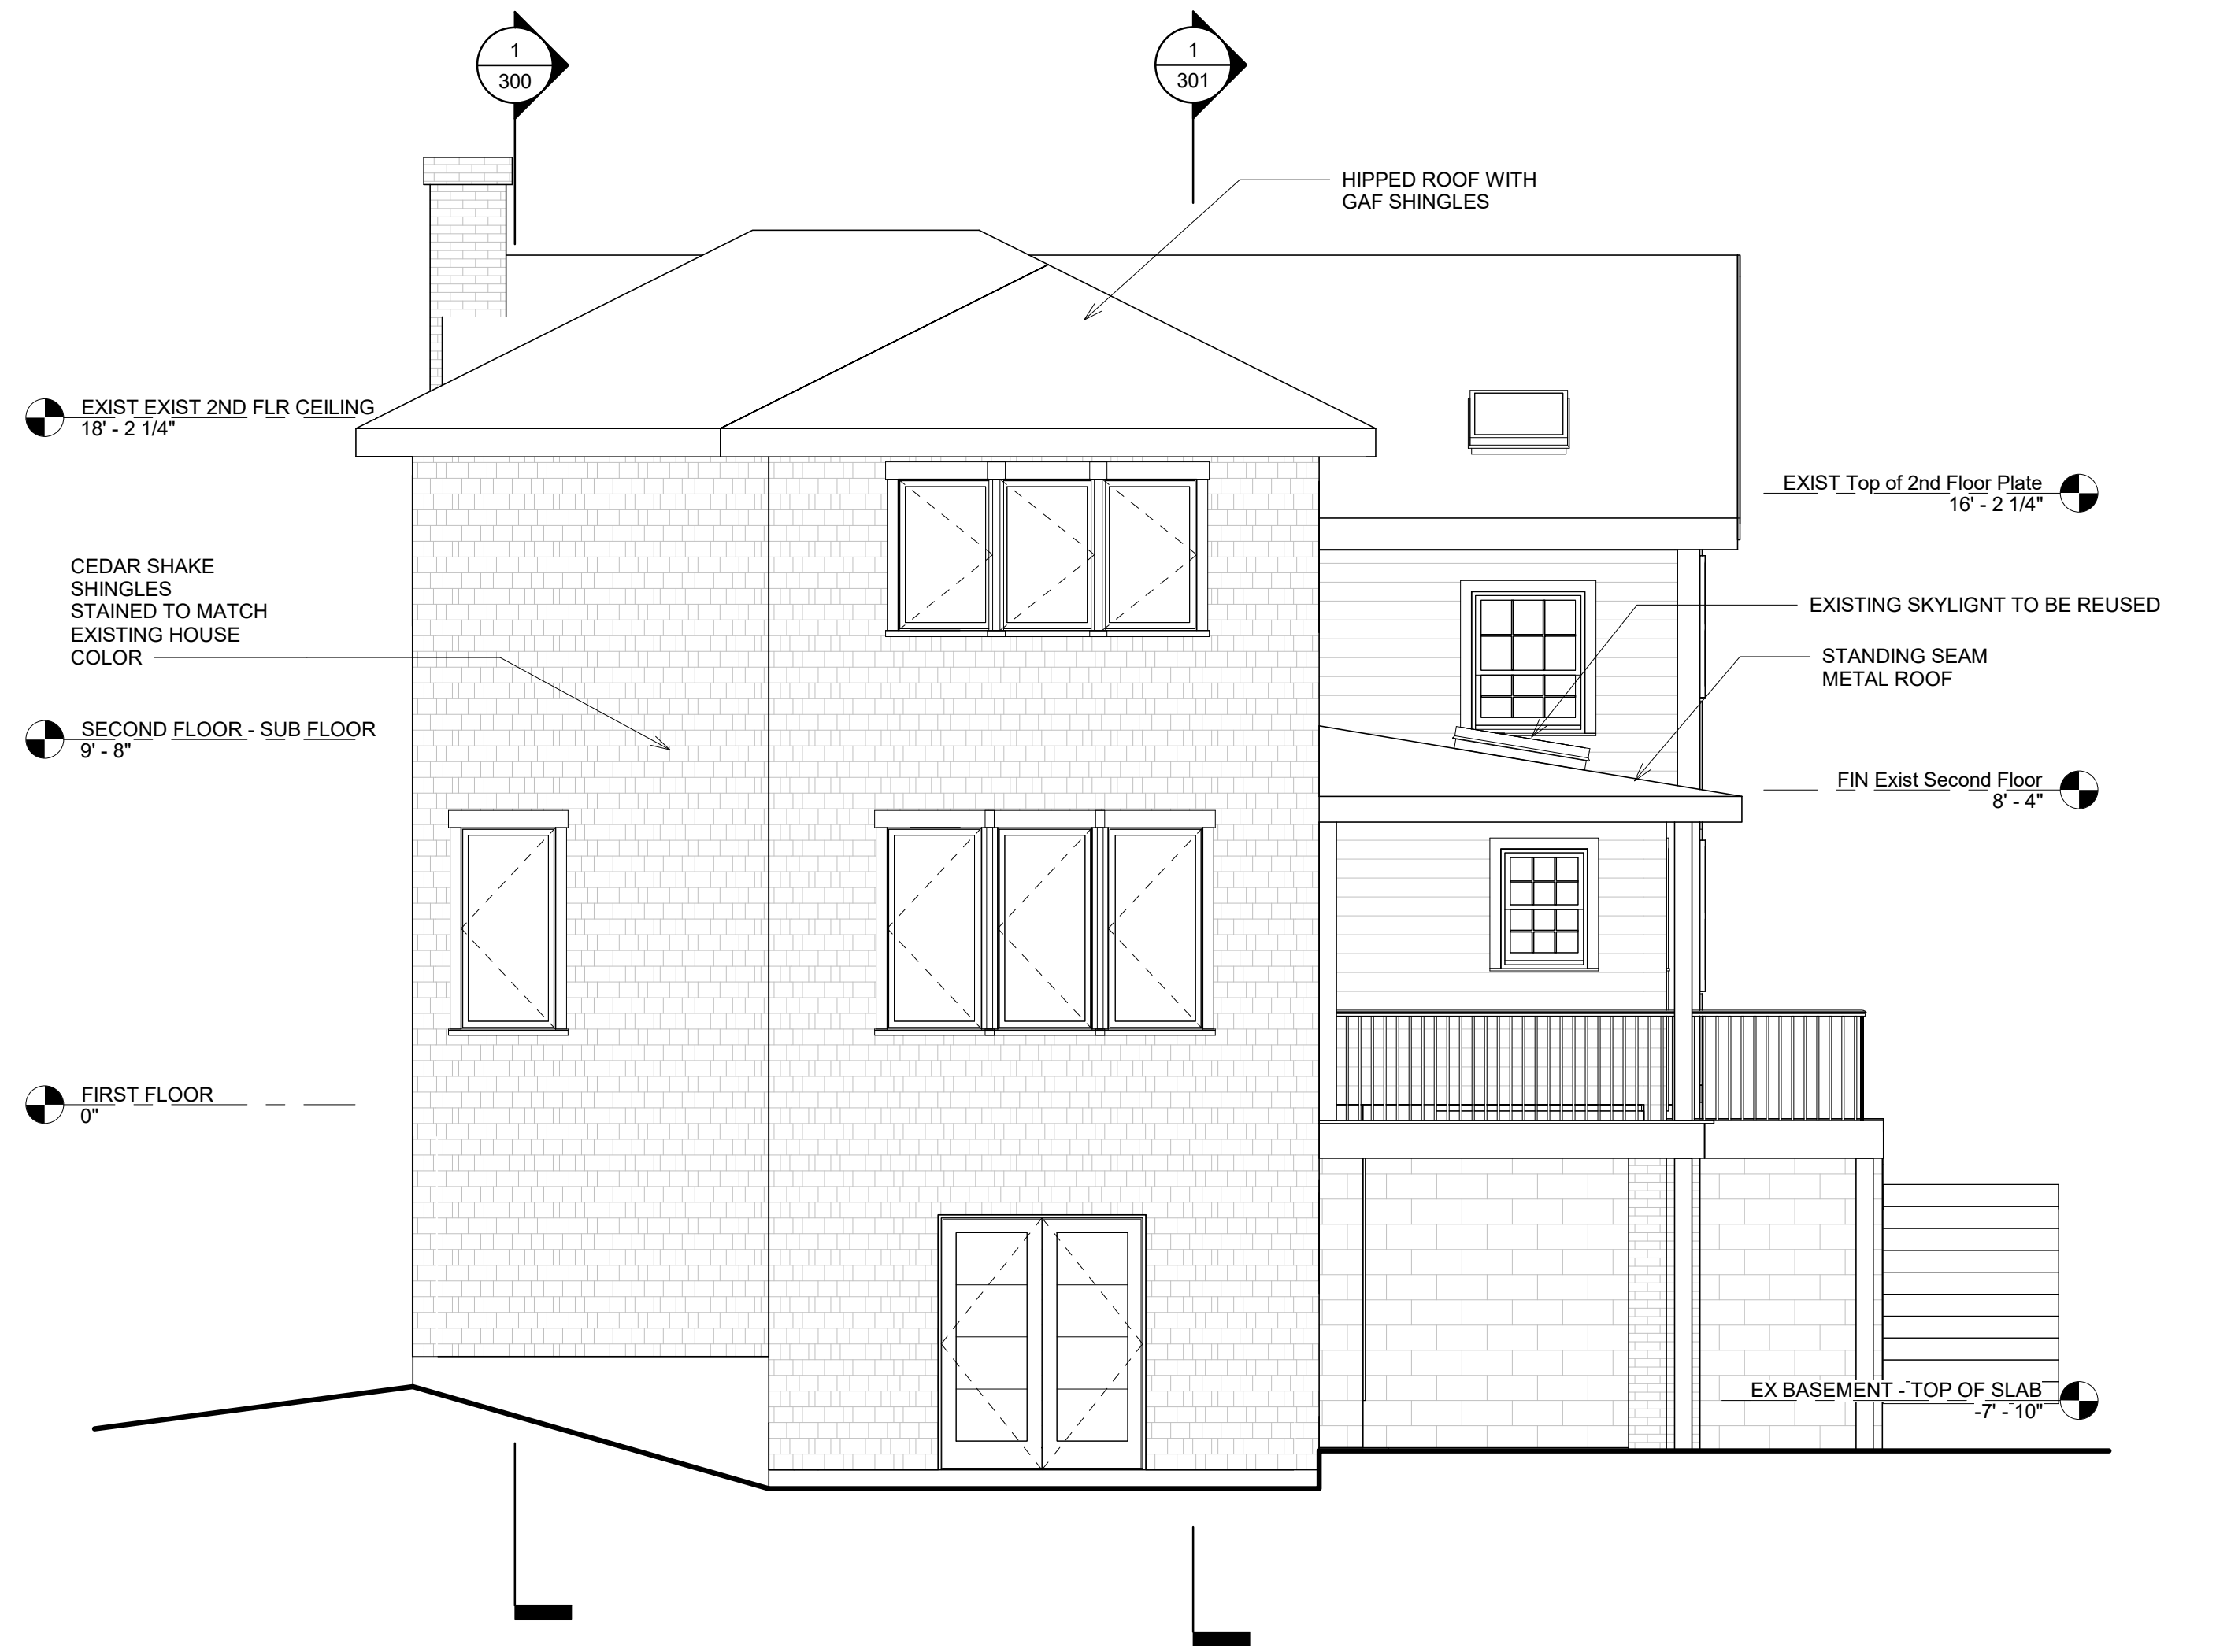 1
300
1
301
HIPPED ROOF WITH
GAF SHINGLES
EXIST EXIST 2ND FLR CEILING
18' - 2 1/4"
EXIST Top of 2nd Floor Plate
16' - 2 1/4"
CEDAR SHAKE
SHINGLES
STAINED TO MATCH
EXISTING HOUSE
COLOR
EXISTING SKYLIGNT TO BE REUSED
STANDING SEAM
METAL ROOF
SECOND FLOOR - SUB FLOOR
9' - 8"
FIN Exist Second Floor
8' - 4"
FIRST FLOOR
0"
EX BASEMENT - TOP OF SLAB
-7' - 10"